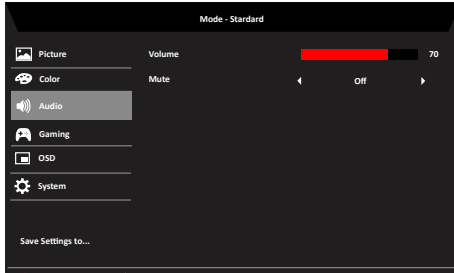 Mode - Stardard
Picture
Volume 70
Color
Mute Off
Audio
Gaming
OSD
System
Save Settings to...